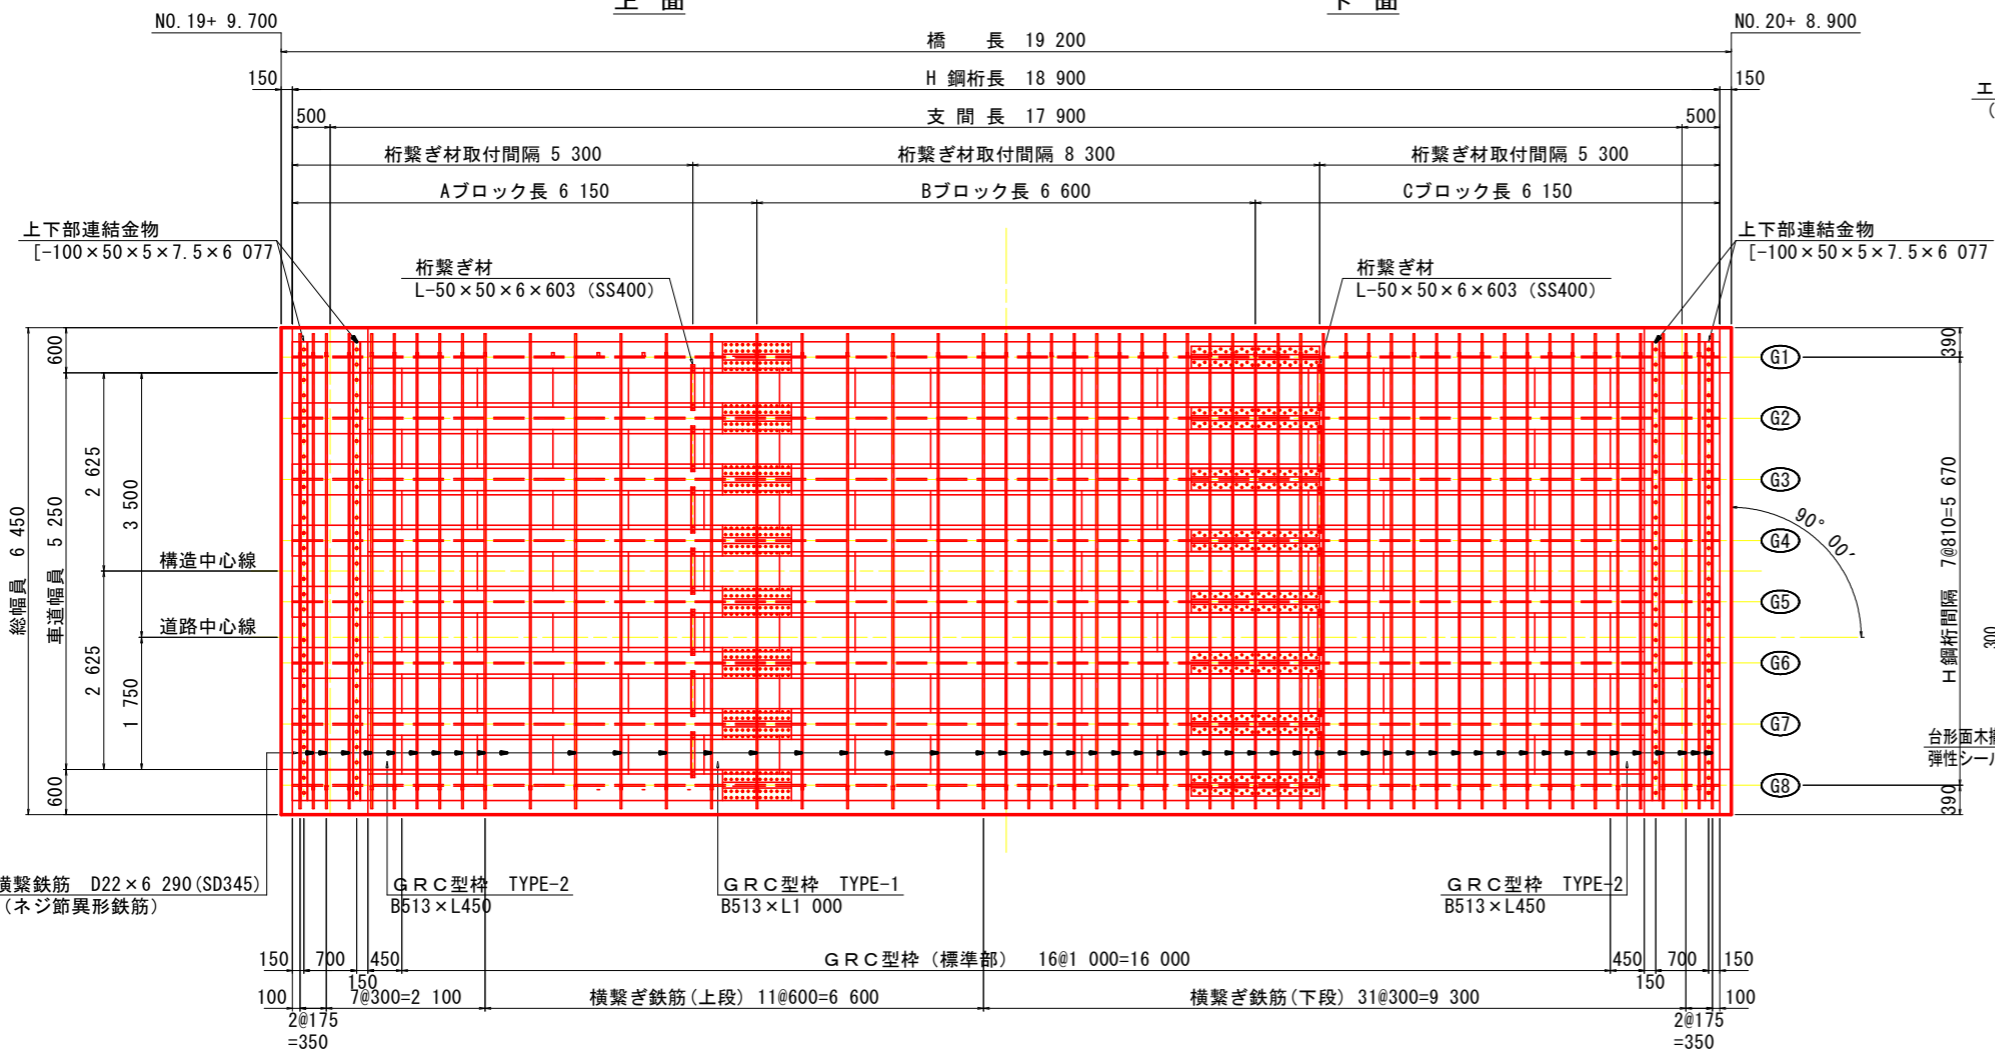 上 面
下 面
NO.19+ 9.700
NO.20+ 8.900
橋　長 19 200
150
H 鋼桁長 18 900
150
500
支 間 長 17 900
500
桁繋ぎ材取付間隔 5 300
桁繋ぎ材取付間隔 8 300
桁繋ぎ材取付間隔 5 300
Aブロック長 6 150
Bブロック長 6 600
Cブロック長 6 150
上下部連結金物
[-100×50×5×7.5×6 077
上下部連結金物
[-100×50×5×7.5×6 077
桁繋ぎ材
L-50×50×6×603 (SS400)
桁繋ぎ材
L-50×50×6×603 (SS400)
総幅員 6 450
600
車道幅員 5 250
600
2 625
2 625
3 500
1 750
構造中心線
道路中心線
G1
G2
G3
G4
G5
G6
G7
G8
390
H鋼桁間隔 7@810=5 670
390
90° 00′
300
台形面木
弾性シー
横繋鉄筋 D22×6 290(SD345)
(ネジ節異形鉄筋)
GRC型枠 TYPE-2
B513×L450
GRC型枠 TYPE-1
B513×L1 000
GRC型枠 TYPE-2
B513×L450
150
700
150
450
GRC型枠 (標準部) 16@1 000=16 000
450
150
700
150
100
2@175
=350
7@300=2 100
横繋ぎ鉄筋(上段) 11@600=6 600
横繋ぎ鉄筋(下段) 31@300=9 300
2@175
=350
100